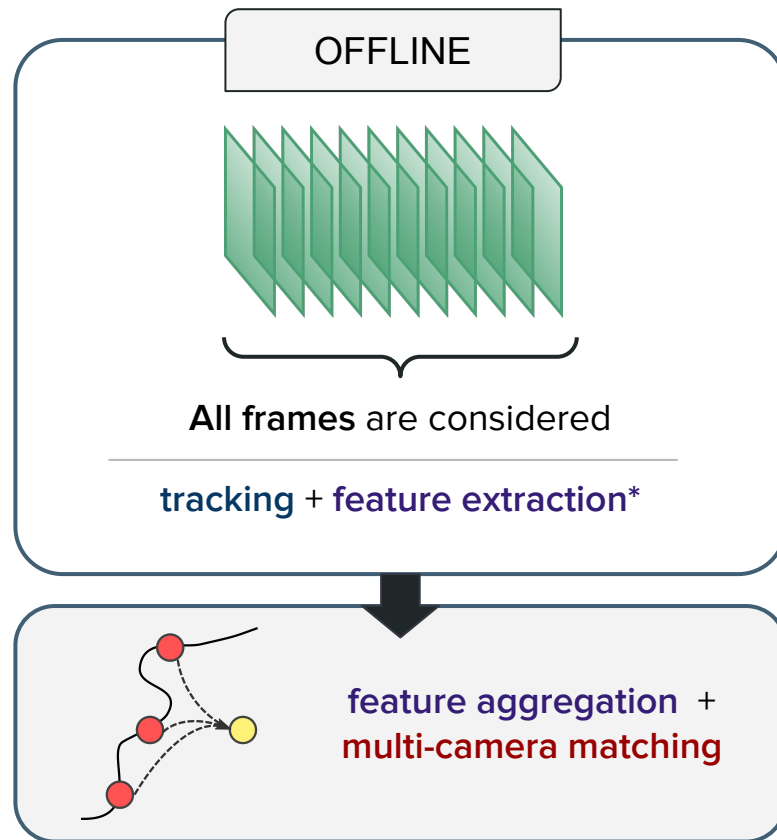 OFFLINE
All frames are considered
tracking + feature extraction*
feature aggregation +
multi-camera matching